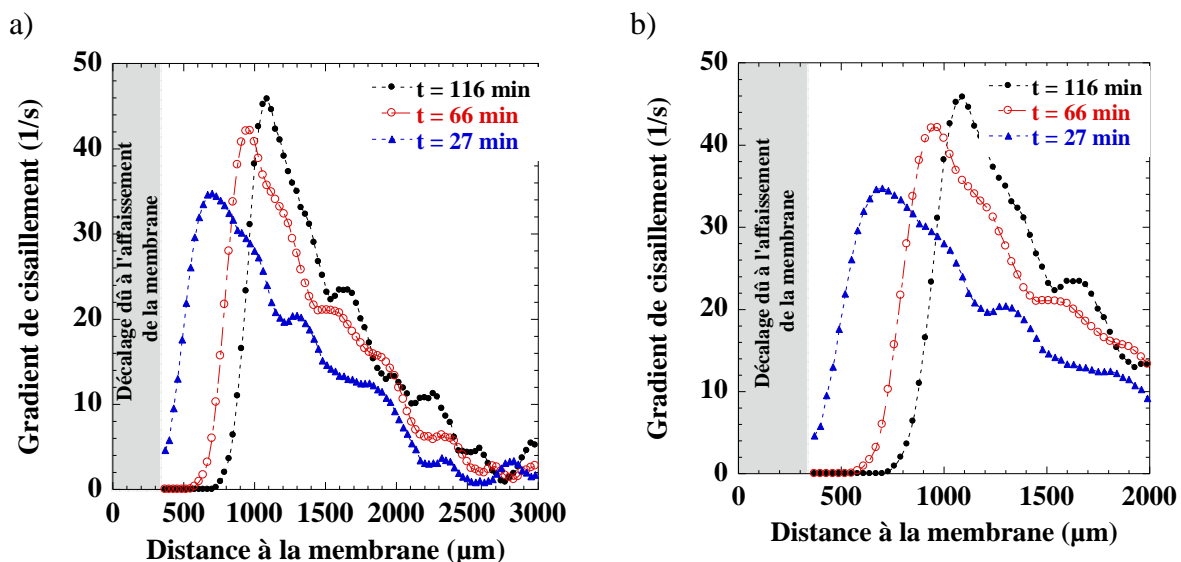 a)
50
40
30
20
10
0
Gradient de cisaillement (1/s)
Décalage dû à l'affaissement
de la membrane
t = 116 min
t = 66 min
t = 27 min
0 500 1000 1500 2000 2500 3000
Distance à la membrane (µm)
b)
50
40
30
20
10
0
Gradient de cisaillement (1/s)
Décalage dû à l'affaissement
de la membrane
t = 116 min
t = 66 min
t = 27 min
0 500 1000 1500 2000
Distance à la membrane (µm)